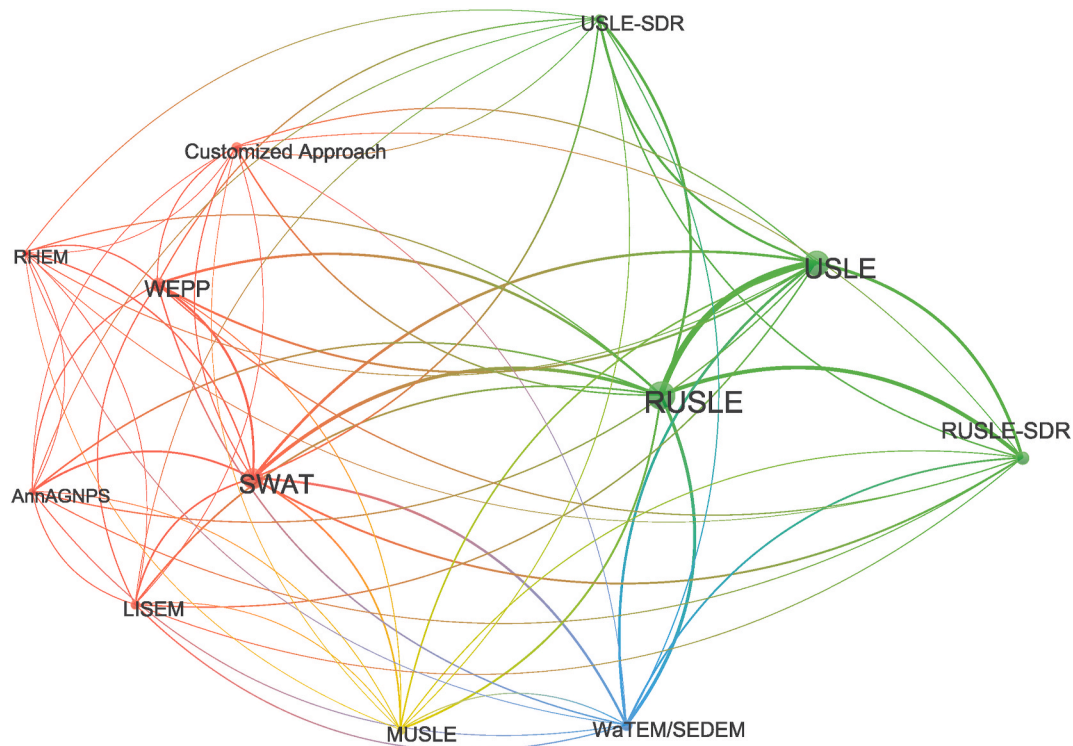 USLE-SDR
Customized Approach
RHEM
WEPP
USLE
RUSLE
RUSLE-SDR
SWAT
AnnAGNPS
LISEM
MUSLE
WaTEM/SEDEM